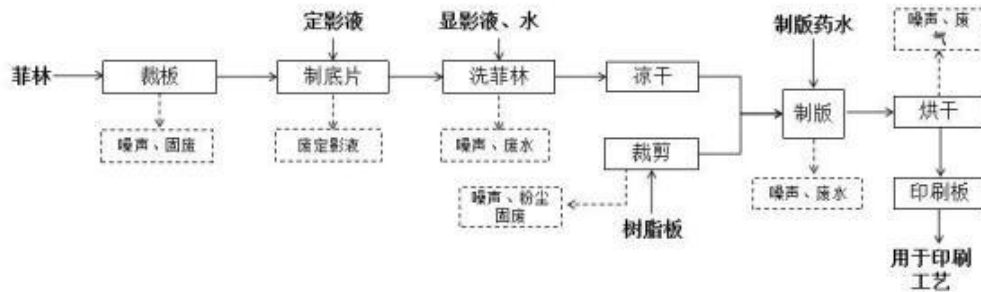 定影液
显影液、水
制版药水
噪声、废
气
菲林
裁板
制底片
洗菲林
凉干
制版
烘干
噪声、固废
废定影液
噪声、废水
裁剪
噪声、粉尘
固废
树脂板
噪声、废水
印刷板
用于印刷
工艺